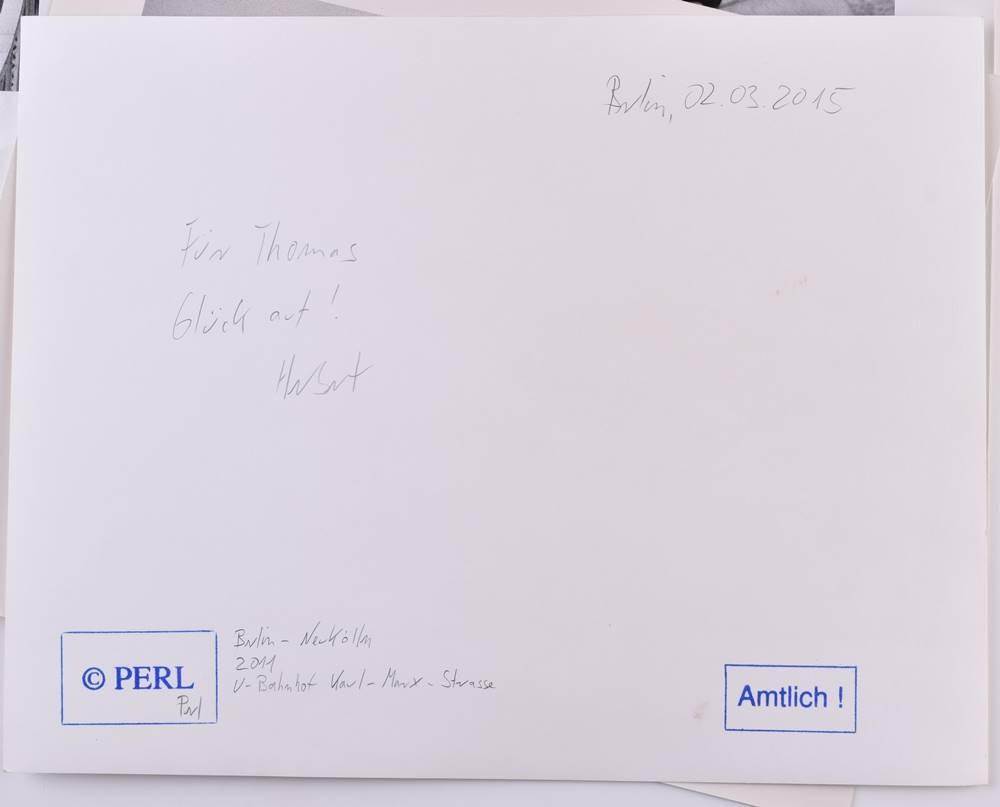 Berlin, 02.03.2015
Für Thomas
Glück auf!
Herbert
© PERL
Perl
Berlin-Neukölln
2011
U-Bahnhof Karl-Marx-Strasse
Amtlich !